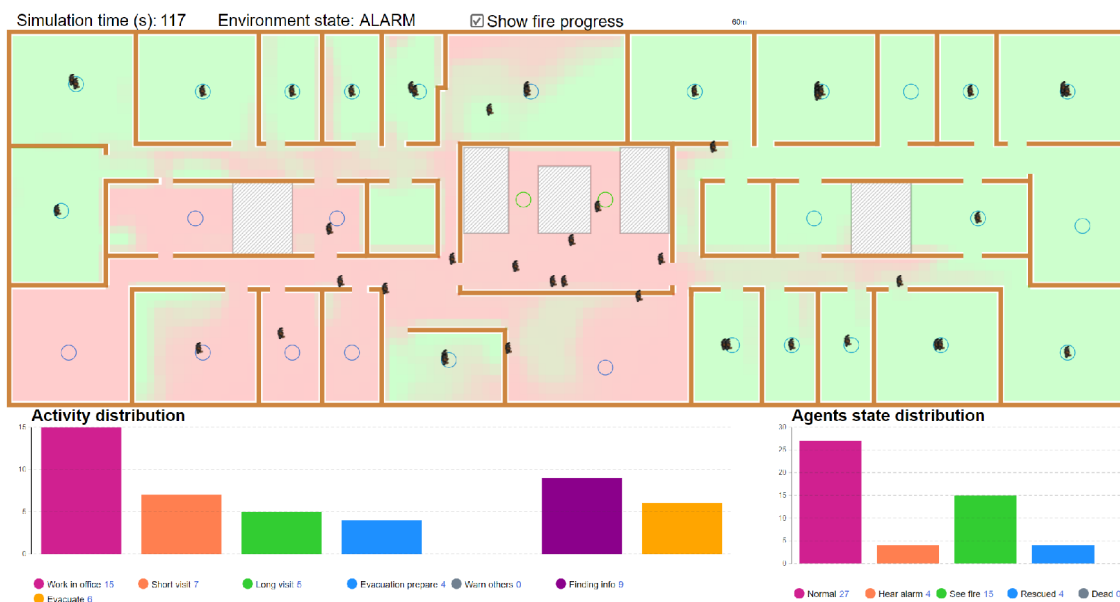 Simulation time (s): 117 Environment state: ALARM Show fire progress 60m
Activity distribution
15
10
5
0
Work in office 15 Short visit 7 Long visit 5 Evacuation prepare 4 Warn others 0 Finding info 9
Evacuate 6
Agents state distribution
30
25
20
15
10
5
0
Normal 27 Hear alarm 4 See fire 15 Rescued 4 Dead 0